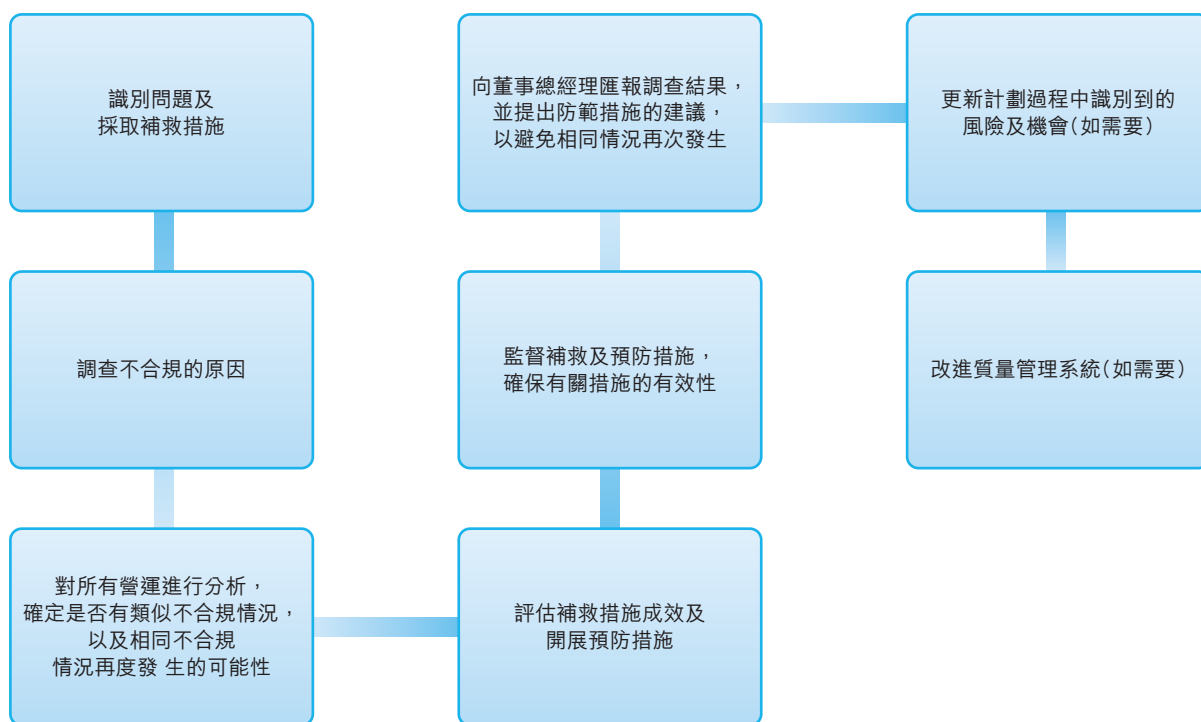 識別問題及
採取補救措施
調查不合規的原因
對所有營運進行分析，
確定是否有類似不合規情況，
以及相同不合規
情況再度發 生的可能性
評估補救措施成效及
開展預防措施
監督補救及預防措施，
確保有關措施的有效性
向董事總經理匯報調查結果，
並提出防範措施的建議，
以避免相同情況再次發生
更新計劃過程中識別到的
風險及機會（如需要）
改進質量管理系統（如需要）